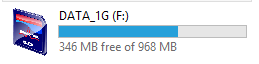 DATA_1G (F:)
346 MB free of 968 MB